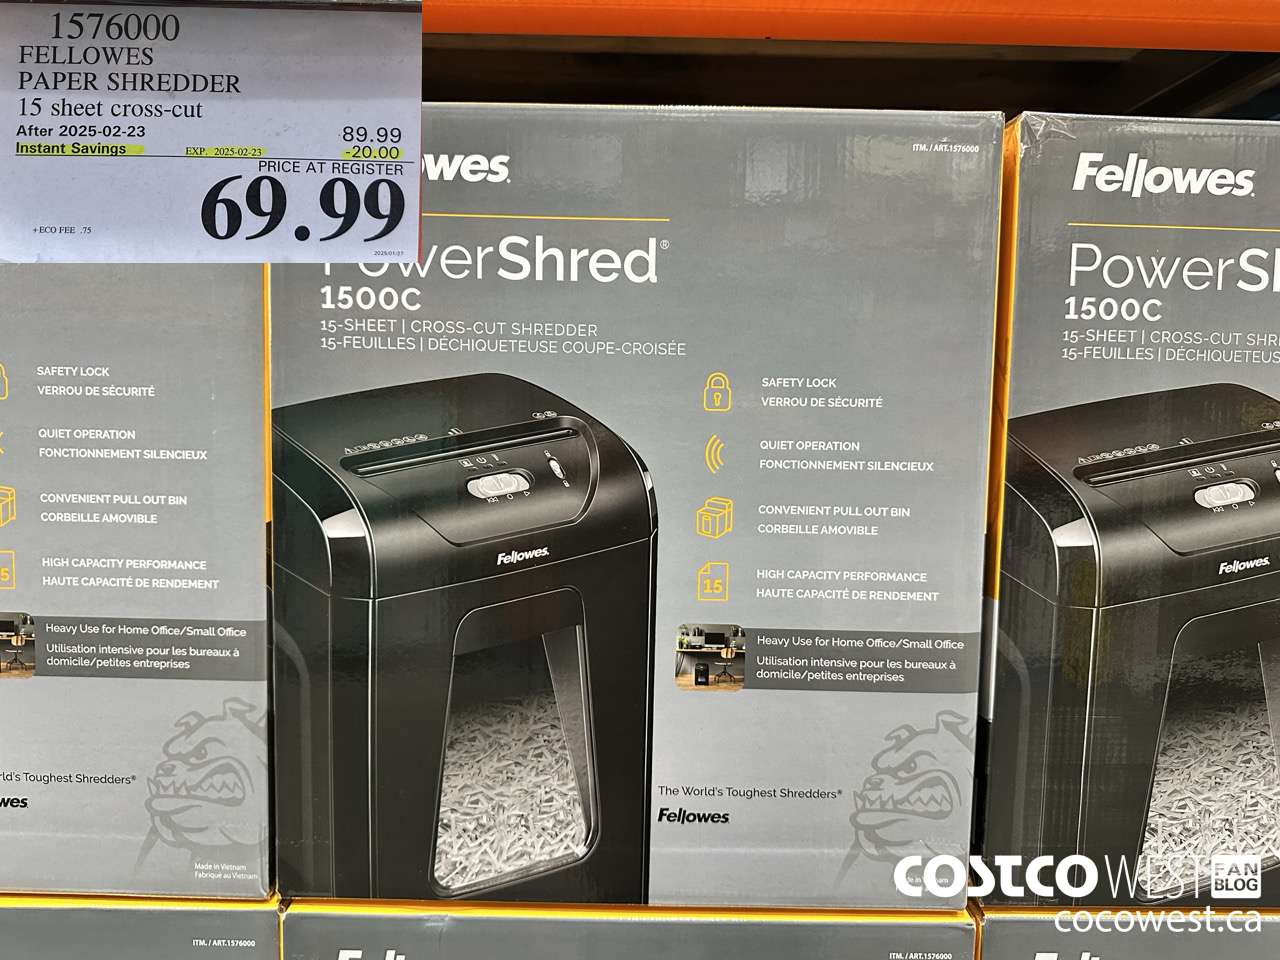 1576000
FELLOWES
PAPER SHREDDER
15 sheet cross-cut
After 2025-02-23 89.99
Instant Savings EXP. 2025-02-23 -20.00
PRICE AT REGISTER
69.99
+ECO FEE .75
2025/01/27
SAFETY LOCK
VERROU DE SÉCURITÉ
QUIET OPERATION
FONCTIONNEMENT SILENCIEUX
CONVENIENT PULL OUT BIN
CORBEILLE AMOVIBLE
5
HIGH CAPACITY PERFORMANCE
HAUTE CAPACITÉ DE RENDEMENT
Heavy Use for Home Office/Small Office
Utilisation intensive pour les bureaux à
domicile/petites entreprises
rld's Toughest Shredders®
wes.
Made in Vietnam
Fabriqué au Vietnam
ITM. / ART.1576000
ITM. / ART.1576000
owes.
PowerShred®
1500C
15-SHEET | CROSS-CUT SHREDDER
15-FEUILLES | DÉCHIQUETEUSE COUPE-CROISÉE
Fellowes.
SAFETY LOCK
VERROU DE SÉCURITÉ
QUIET OPERATION
FONCTIONNEMENT SILENCIEUX
CONVENIENT PULL OUT BIN
CORBEILLE AMOVIBLE
15
HIGH CAPACITY PERFORMANCE
HAUTE CAPACITÉ DE RENDEMENT
Heavy Use for Home Office/Small Office
Utilisation intensive pour les bureaux à
domicile/petites entreprises
The World's Toughest Shredders®
Fellowes.
Fellowes.
PowerSh
1500C
15-SHEET | CROSS-CUT SHRE
15-FEUILLES | DÉCHIQUETEUS
Fellowes.
ITM. / ART.1576000
COSTCO WEST
FAN
BLOG
cocowest.ca